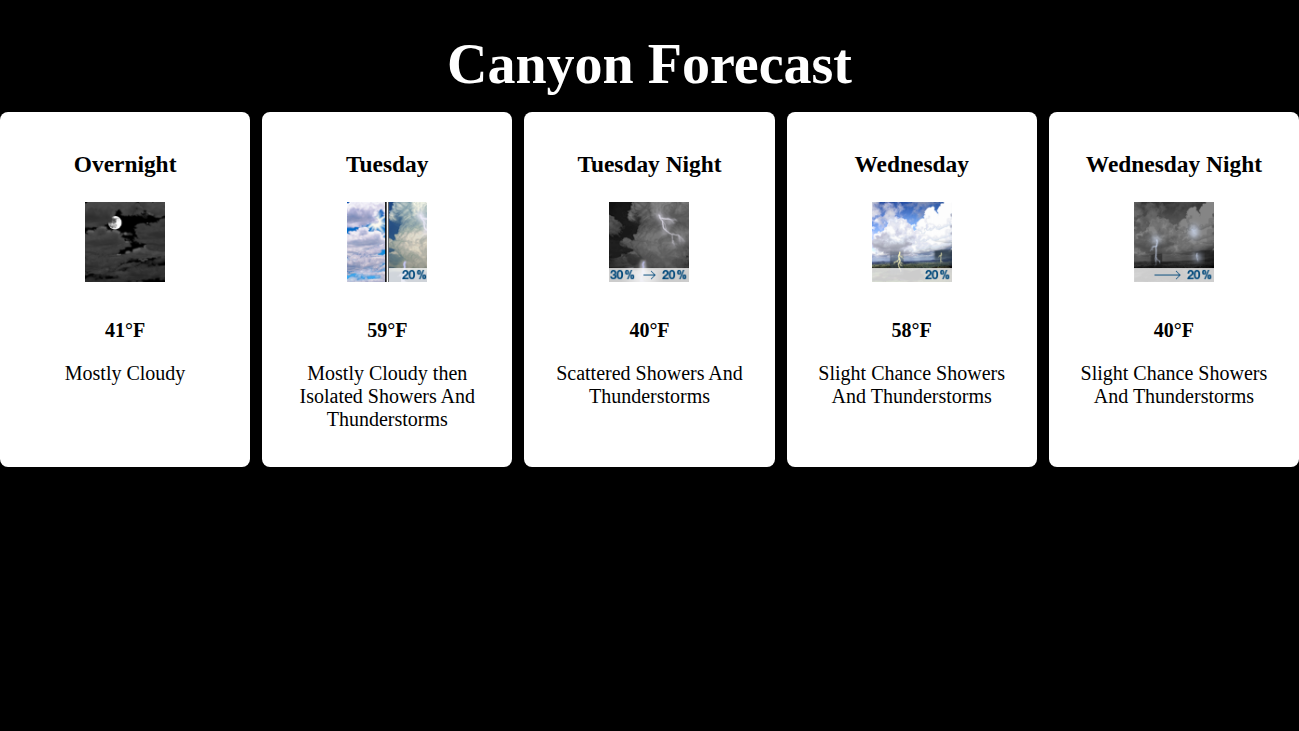 Canyon Forecast
Overnight
41°F
Mostly Cloudy
Tuesday
20%
59°F
Mostly Cloudy then
Isolated Showers And
Thunderstorms
Tuesday Night
30% → 20%
40°F
Scattered Showers And
Thunderstorms
Wednesday
20%
58°F
Slight Chance Showers
And Thunderstorms
Wednesday Night
→ 20%
40°F
Slight Chance Showers
And Thunderstorms